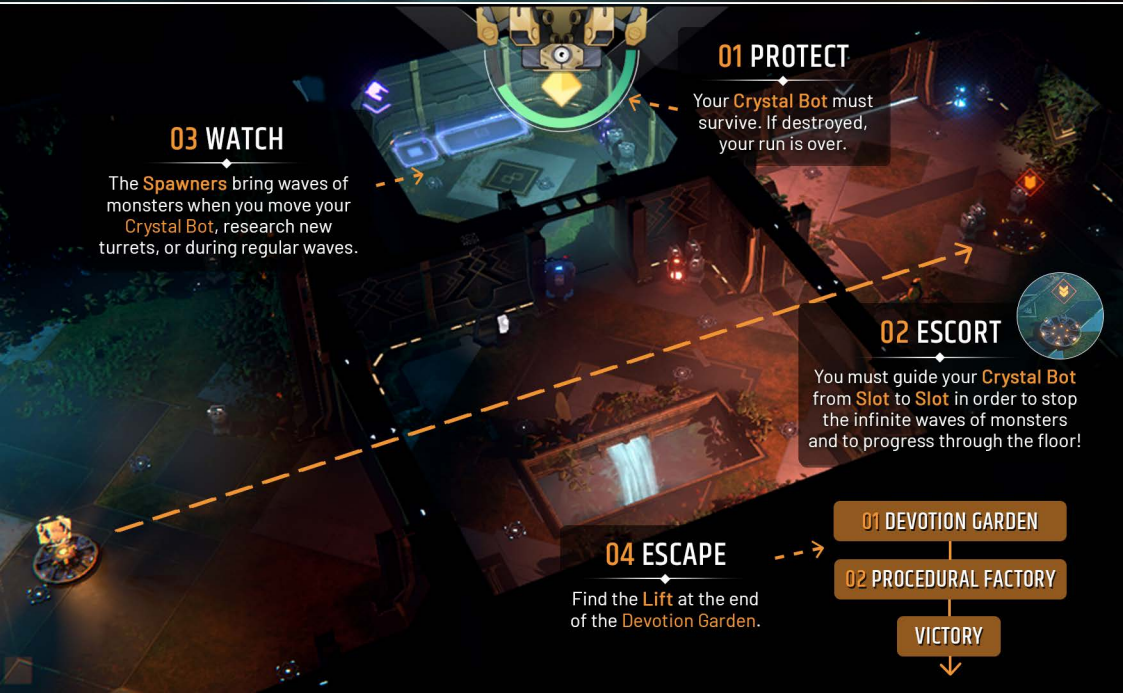 01 PROTECT
Your Crystal Bot must
survive. If destroyed,
your run is over.
03 WATCH
The Spawners bring waves of
monsters when you move your
Crystal Bot, research new
turrets, or during regular waves.
02 ESCORT
You must guide your Crystal Bot
from Slot to Slot in order to stop
the infinite waves of monsters
and to progress through the floor!
04 ESCAPE
Find the Lift at the end
of the Devotion Garden.
01 DEVOTION GARDEN
02 PROCEDURAL FACTORY
VICTORY